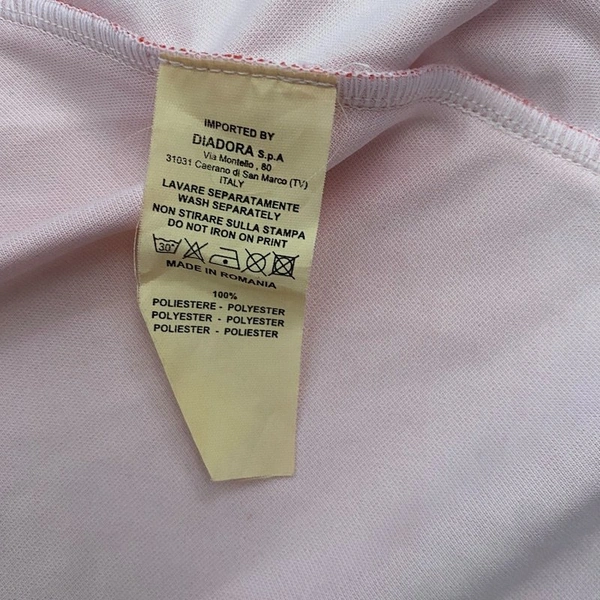 IMPORTED BY
DIADORA S.p.A
Via Montello , 80
31031 Caerano di San Marco (TV)
ITALY
LAVARE SEPARATAMENTE
WASH SEPARATELY
NON STIRARE SULLA STAMPA
DO NOT IRON ON PRINT
30°
MADE IN ROMANIA
100%
POLIESTERE - POLYESTER
POLYESTER - POLYESTER
POLIESTER - POLIESTER